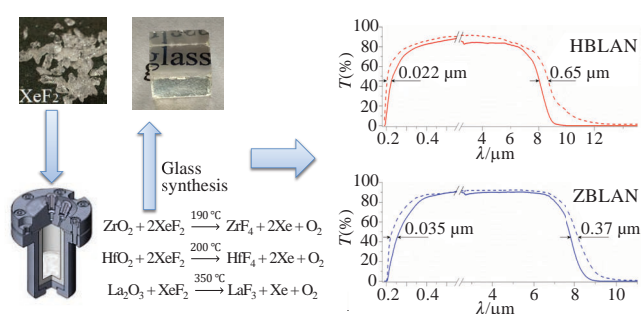 XeF₂
glass
Glass
synthesis
ZrO₂ + 2XeF₂ 190 ℃ → ZrF₄ + 2Xe + O₂
HfO₂ + 2XeF₂ 200 ℃ → HfF₄ + 2Xe + O₂
La₂O₃ + XeF₂ 350 ℃ → LaF₃ + Xe + O₂
T(%)
100
80
60
40
20
0
HBLAN
0.022 μm
0.65 μm
0.2 0.4 4 6 8 10 12
λ/μm
T(%)
100
80
60
40
20
0
ZBLAN
0.035 μm
0.37 μm
0.2 0.4 4 6 8 10
λ/μm